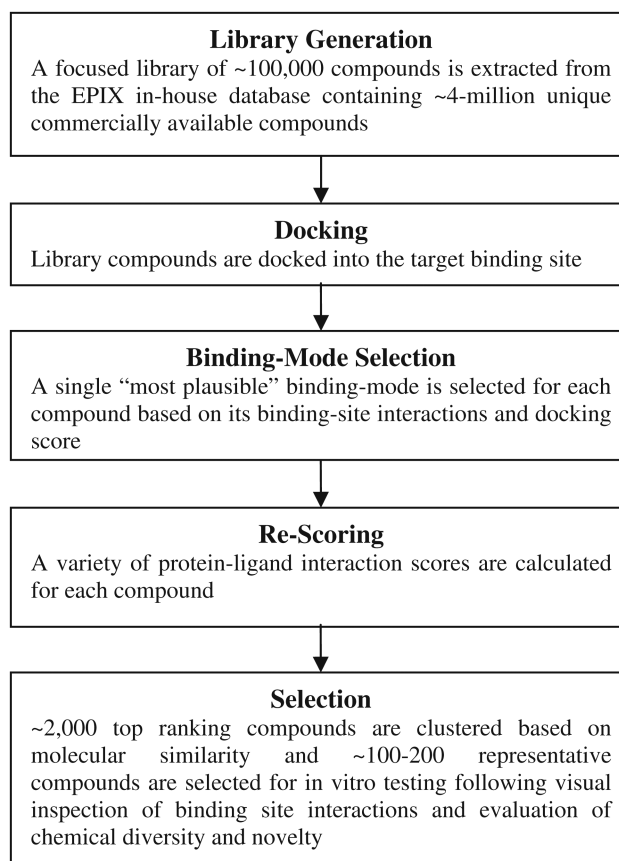 Library Generation
A focused library of ~100,000 compounds is extracted from
the EPIX in-house database containing ~4-million unique
commercially available compounds
Docking
Library compounds are docked into the target binding site
Binding-Mode Selection
A single “most plausible” binding-mode is selected for each
compound based on its binding-site interactions and docking
score
Re-Scoring
A variety of protein-ligand interaction scores are calculated
for each compound
Selection
~2,000 top ranking compounds are clustered based on
molecular similarity and ~100-200 representative
compounds are selected for in vitro testing following visual
inspection of binding site interactions and evaluation of
chemical diversity and novelty